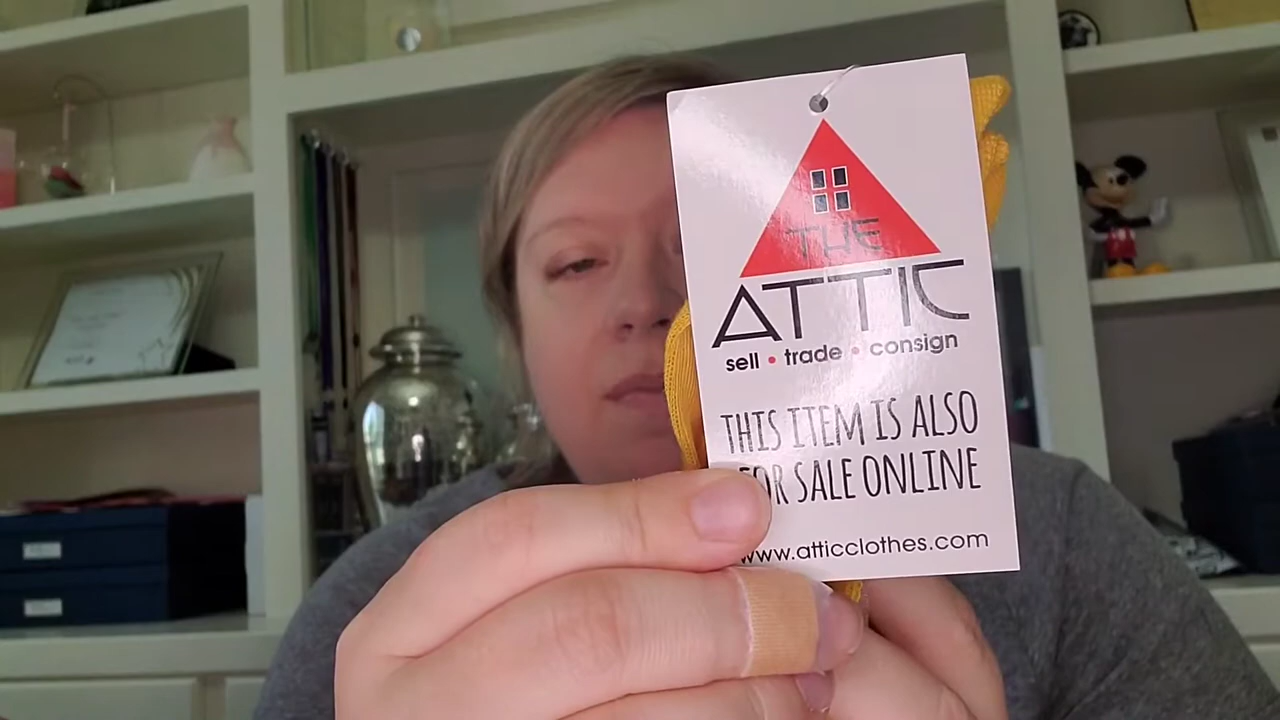 THE
ATTIC
sell • trade • consign
THIS ITEM IS ALSO
FOR SALE ONLINE
www.atticclothes.com